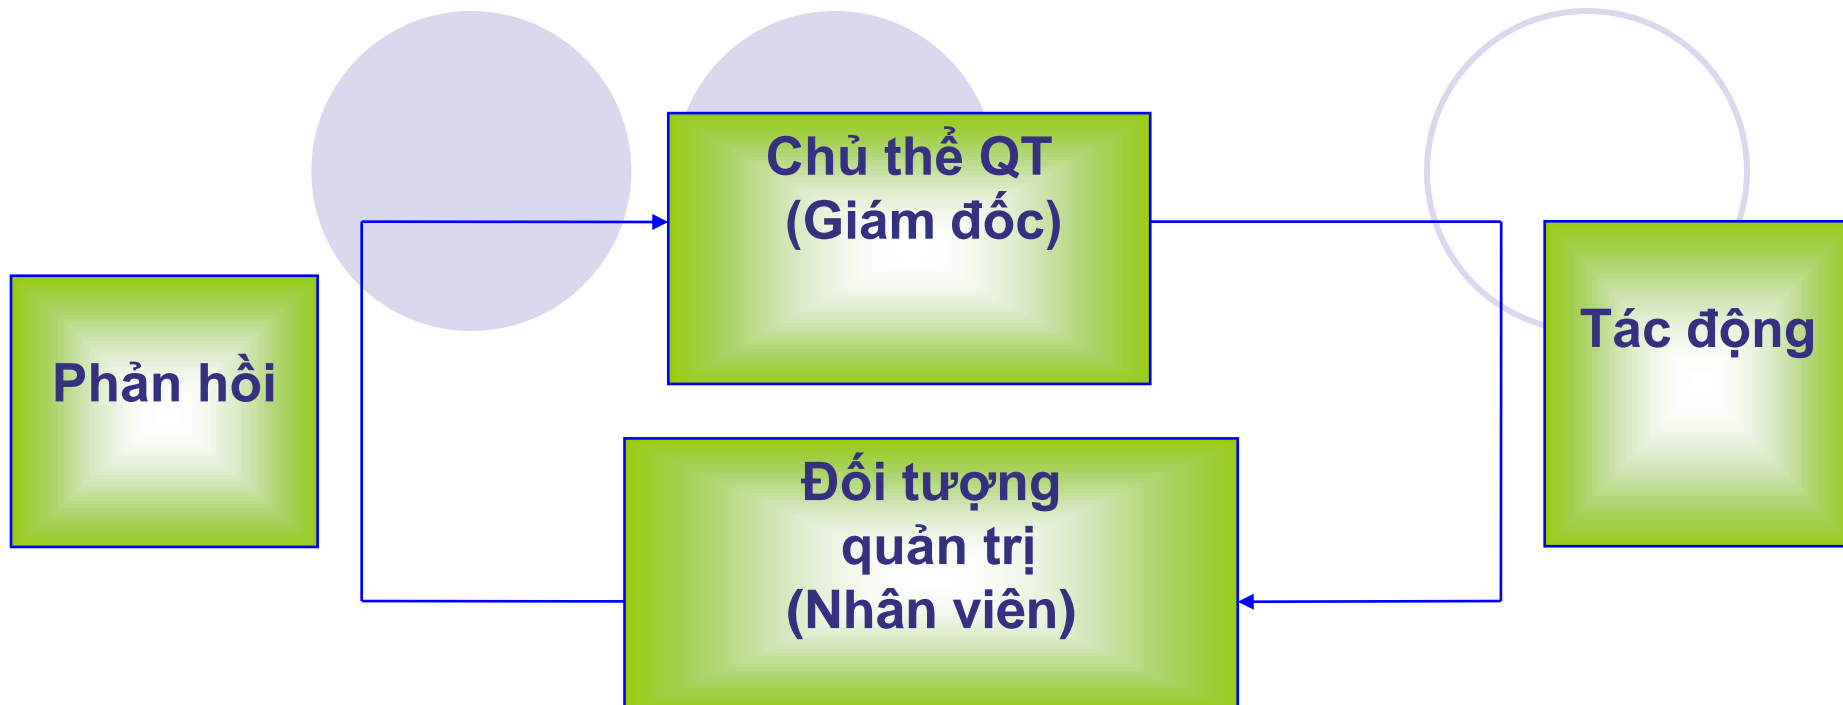 Chủ thể QT
(Giám đốc)
Phản hồi
Tác động
Đối tượng
quản trị
(Nhân viên)